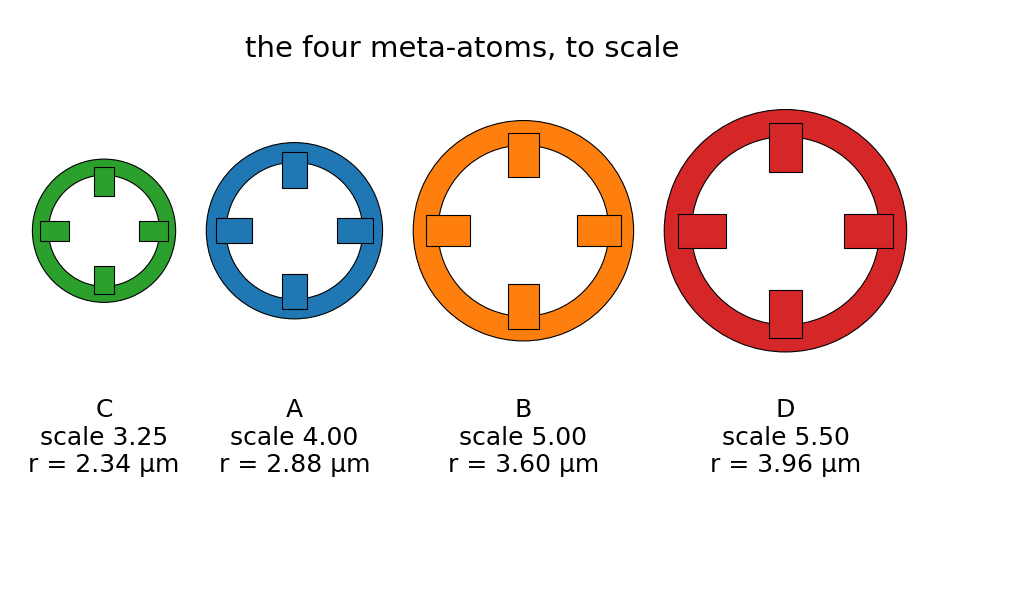 the four meta-atoms, to scale
C
scale 3.25
r = 2.34 µm
A
scale 4.00
r = 2.88 µm
B
scale 5.00
r = 3.60 µm
D
scale 5.50
r = 3.96 µm